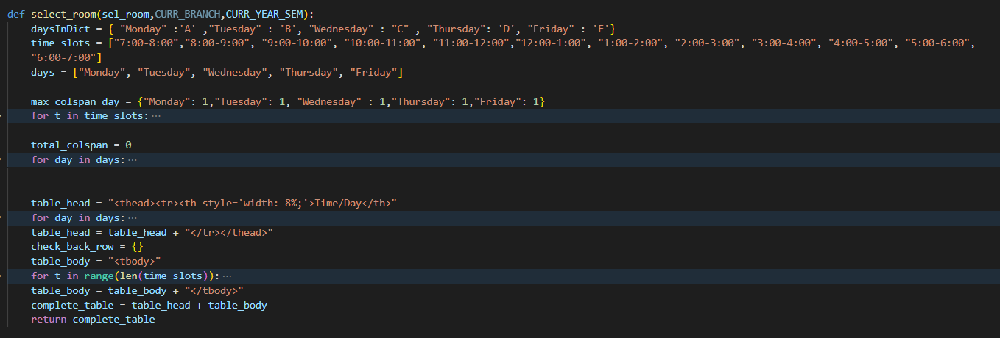 def select_room(sel_room,CURR_BRANCH,CURR_YEAR_SEM):
daysInDict = { "Monday" :'A' ,"Tuesday" : 'B', "Wednesday" : "C" , "Thursday": 'D', "Friday" : 'E'}
time_slots = ["7:00-8:00","8:00-9:00", "9:00-10:00", "10:00-11:00", "11:00-12:00","12:00-1:00", "1:00-2:00", "2:00-3:00", "3:00-4:00", "4:00-5:00", "5:00-6:00",
"6:00-7:00"]
days = ["Monday", "Tuesday", "Wednesday", "Thursday", "Friday"]
max_colspan_day = {"Monday": 1,"Tuesday": 1, "Wednesday" : 1,"Thursday": 1,"Friday": 1}
for t in time_slots: ···
total_colspan = 0
for day in days: ···
table_head = "<thead><tr><th style='width: 8%;'>Time/Day</th>"
for day in days: ···
table_head = table_head + "</tr></thead>"
check_back_row = {}
table_body = "<tbody>"
for t in range(len(time_slots)): ···
table_body = table_body + "</tbody>"
complete_table = table_head + table_body
return complete_table